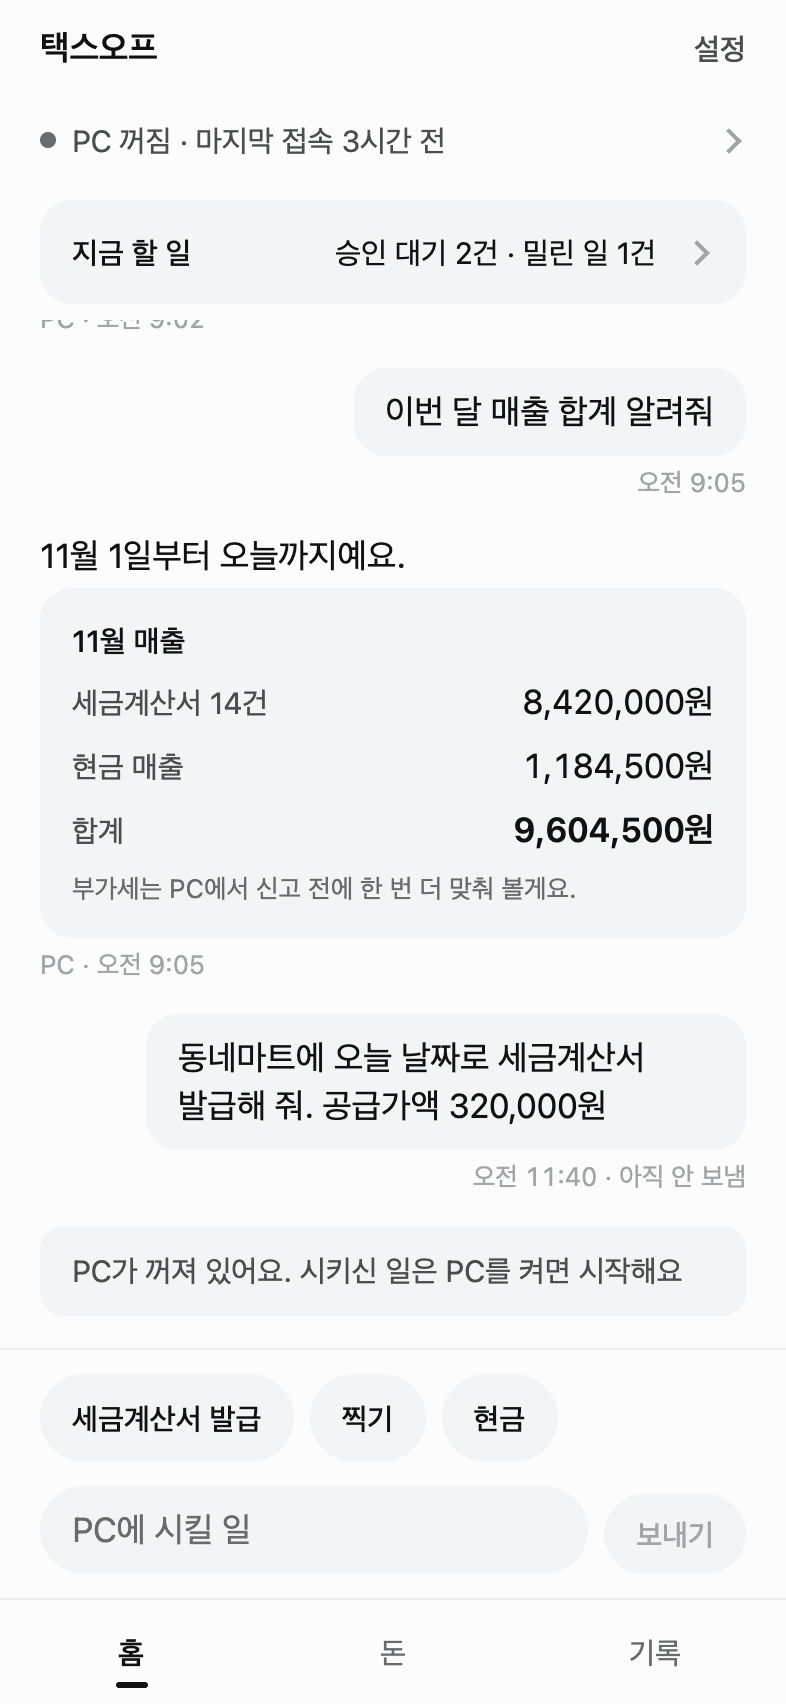 택스오프
설정
PC 꺼짐 · 마지막 접속 3시간 전
지금 할 일
승인 대기 2건 · 밀린 일 1건
PC · 오전 9:02
이번 달 매출 합계 알려줘
오전 9:05
11월 1일부터 오늘까지예요.
11월 매출
세금계산서 14건 8,420,000원
현금 매출 1,184,500원
합계 9,604,500원
부가세는 PC에서 신고 전에 한 번 더 맞춰 볼게요.
PC · 오전 9:05
동네마트에 오늘 날짜로 세금계산서
발급해 줘. 공급가액 320,000원
오전 11:40 · 아직 안 보냄
PC가 꺼져 있어요. 시키신 일은 PC를 켜면 시작해요
세금계산서 발급
찍기
현금
PC에 시킬 일
보내기
홈
돈
기록